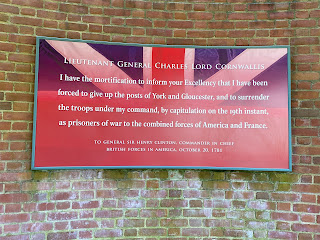 Lieutenant General Charles Lord Cornwallis
I have the mortification to inform your Excellency that I have been
forced to give up the posts of York and Gloucester, and to surrender
the troops under my command, by capitulation on the 19th instant,
as prisoners of war to the combined forces of America and France.
to General Sir Henry Clinton, Commander in Chief
British Forces in America, October 20, 1781